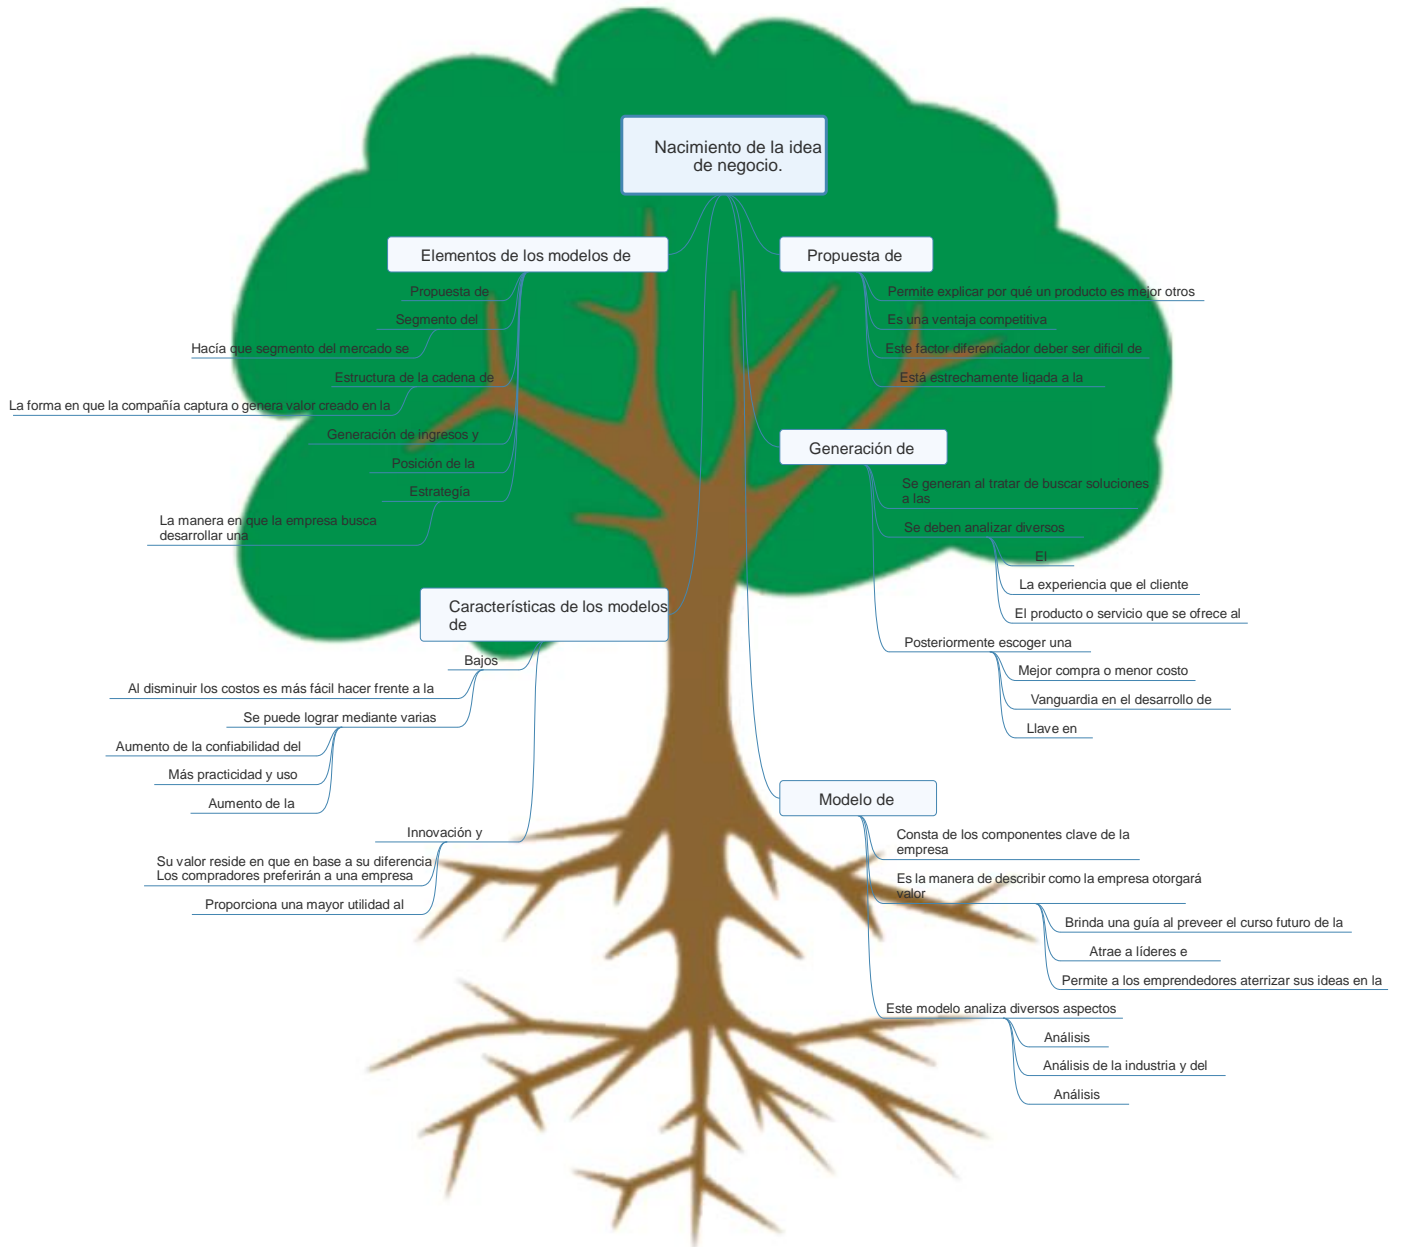 Nacimiento de la idea
de negocio.
Elementos de los modelos de
Propuesta de
Segmento del
Hacía que segmento del mercado se
Estructura de la cadena de
La forma en que la compañía captura o genera valor creado en la
Generación de ingresos y
Posición de la
Estrategía
La manera en que la empresa busca
desarrollar una
Características de los modelos
de
Bajos
Al disminuir los costos es más fácil hacer frente a la
Se puede lograr mediante varias
Aumento de la confiabilidad del
Más practicidad y uso
Aumento de la
Innovación y
Su valor reside en que en base a su diferencia
Los compradores preferirán a una empresa
Proporciona una mayor utilidad al
Propuesta de
Permite explicar por qué un producto es mejor otros
Es una ventaja competitiva
Este factor diferenciador deber ser dificil de
Está estrechamente ligada a la
Generación de
Se generan al tratar de buscar soluciones
a las
Se deben analizar diversos
El
La experiencia que el cliente
El producto o servicio que se ofrece al
Posteriormente escoger una
Mejor compra o menor costo
Vanguardia en el desarrollo de
Llave en
Modelo de
Consta de los componentes clave de la
empresa
Es la manera de describir como la empresa otorgará
valor
Brinda una guía al preveer el curso futuro de la
Atrae a líderes e
Permite a los emprendedores aterrizar sus ideas en la
Este modelo analiza diversos aspectos
Análisis
Análisis de la industria y del
Análisis